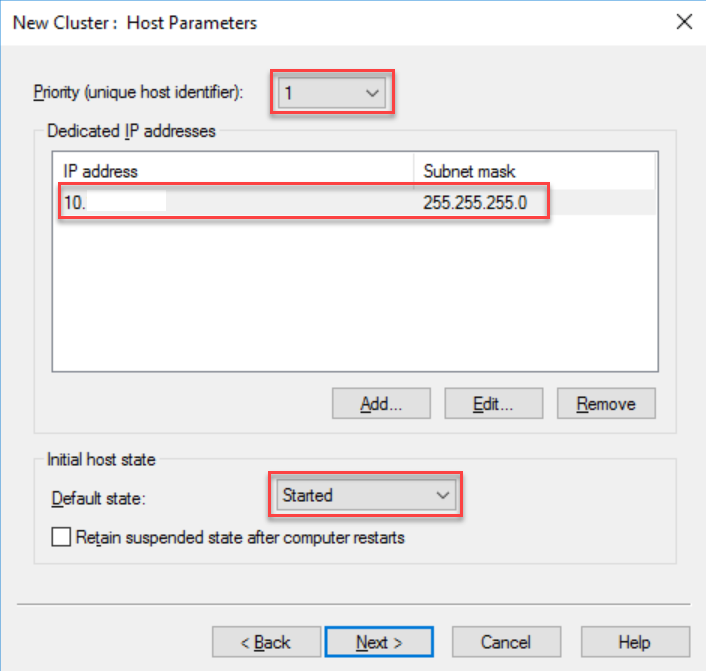 New Cluster : Host Parameters
Priority (unique host identifier): 1
Dedicated IP addresses
IP address Subnet mask
10. 255.255.255.0
Add... Edit... Remove
Initial host state
Default state: Started
Retain suspended state after computer restarts
< Back Next > Cancel Help